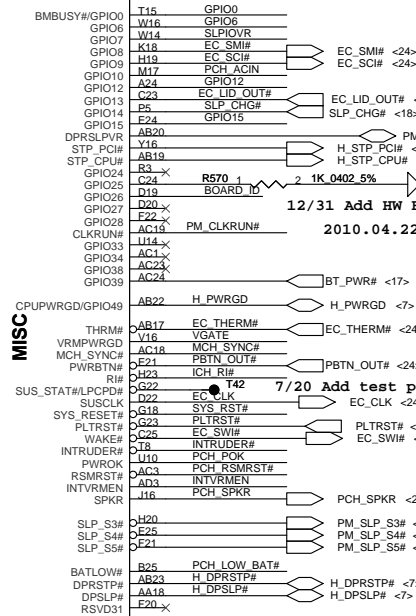 BMBUSY#/GPIO0 T15 GPIO0
GPIO6 W16 GPIO6
GPIO7 W14 SLPIOVR
GPIO8 K18 EC_SMI# EC_SMI# <24>
GPIO9 H19 EC_SCI# EC_SCI# <24>
GPIO10 M17 PCH_ACIN
GPIO12 A24 GPIO12
GPIO13 C23 EC_LID_OUT# EC_LID_OUT# <
GPIO14 P5 SLP_CHG# SLP_CHG# <18>
GPIO15 E24 GPIO15
DPRSLPVR AB20 PM
STP_PCI# Y16 H_STP_PCI# <
STP_CPU# AB19 H_STP_CPU#
GPIO24 R3
GPIO25 C24 R570 1 2 1K_0402_5%
GPIO26 D19 BOARD_ID
GPIO27 D20 12/31 Add HW
GPIO28 F22
CLKRUN# AC19 PM_CLKRUN# 2010.04.22
GPIO33 U14
GPIO34 AC1
GPIO38 AC23
GPIO39 AC24 BT_PWR# <17>
CPUPWRGD/GPIO49 AB22 H_PWRGD H_PWRGD <7>
MISC
THRM# AB17 EC_THERM# EC_THERM# <24
VRMPWRGD V16 VGATE
MCH_SYNC# AC18 MCH_SYNC#
PWRBTN# E21 PBTN_OUT# PBTN_OUT# <24
RI# H23 ICH_RI#
SUS_STAT#/LPCPD# G22 T42 7/20 Add test p
SUSCLK D22 EC_CLK EC_CLK <24
SYS_RESET# G18 SYS_RST#
PLTRST# G23 PLTRST# PLTRST# <
WAKE# C25 EC_SWI# EC_SWI# <
INTRUDER# T8 INTRUDER#
PWROK U10 PCH_POK
RSMRST# AC3 PCH_RSMRST#
INTVRMEN AD3 INTVRMEN
SPKR J16 PCH_SPKR PCH_SPKR <2
SLP_S3# H20 PM_SLP_S3# <
SLP_S4# E25 PM_SLP_S4# <
SLP_S5# F21 PM_SLP_S5# <
BATLOW# B25 PCH_LOW_BAT#
DPRSTP# AB23 H_DPRSTP# H_DPRSTP# <7
DPSLP# AA18 H_DPSLP# H_DPSLP# <7>
RSVD31 F20